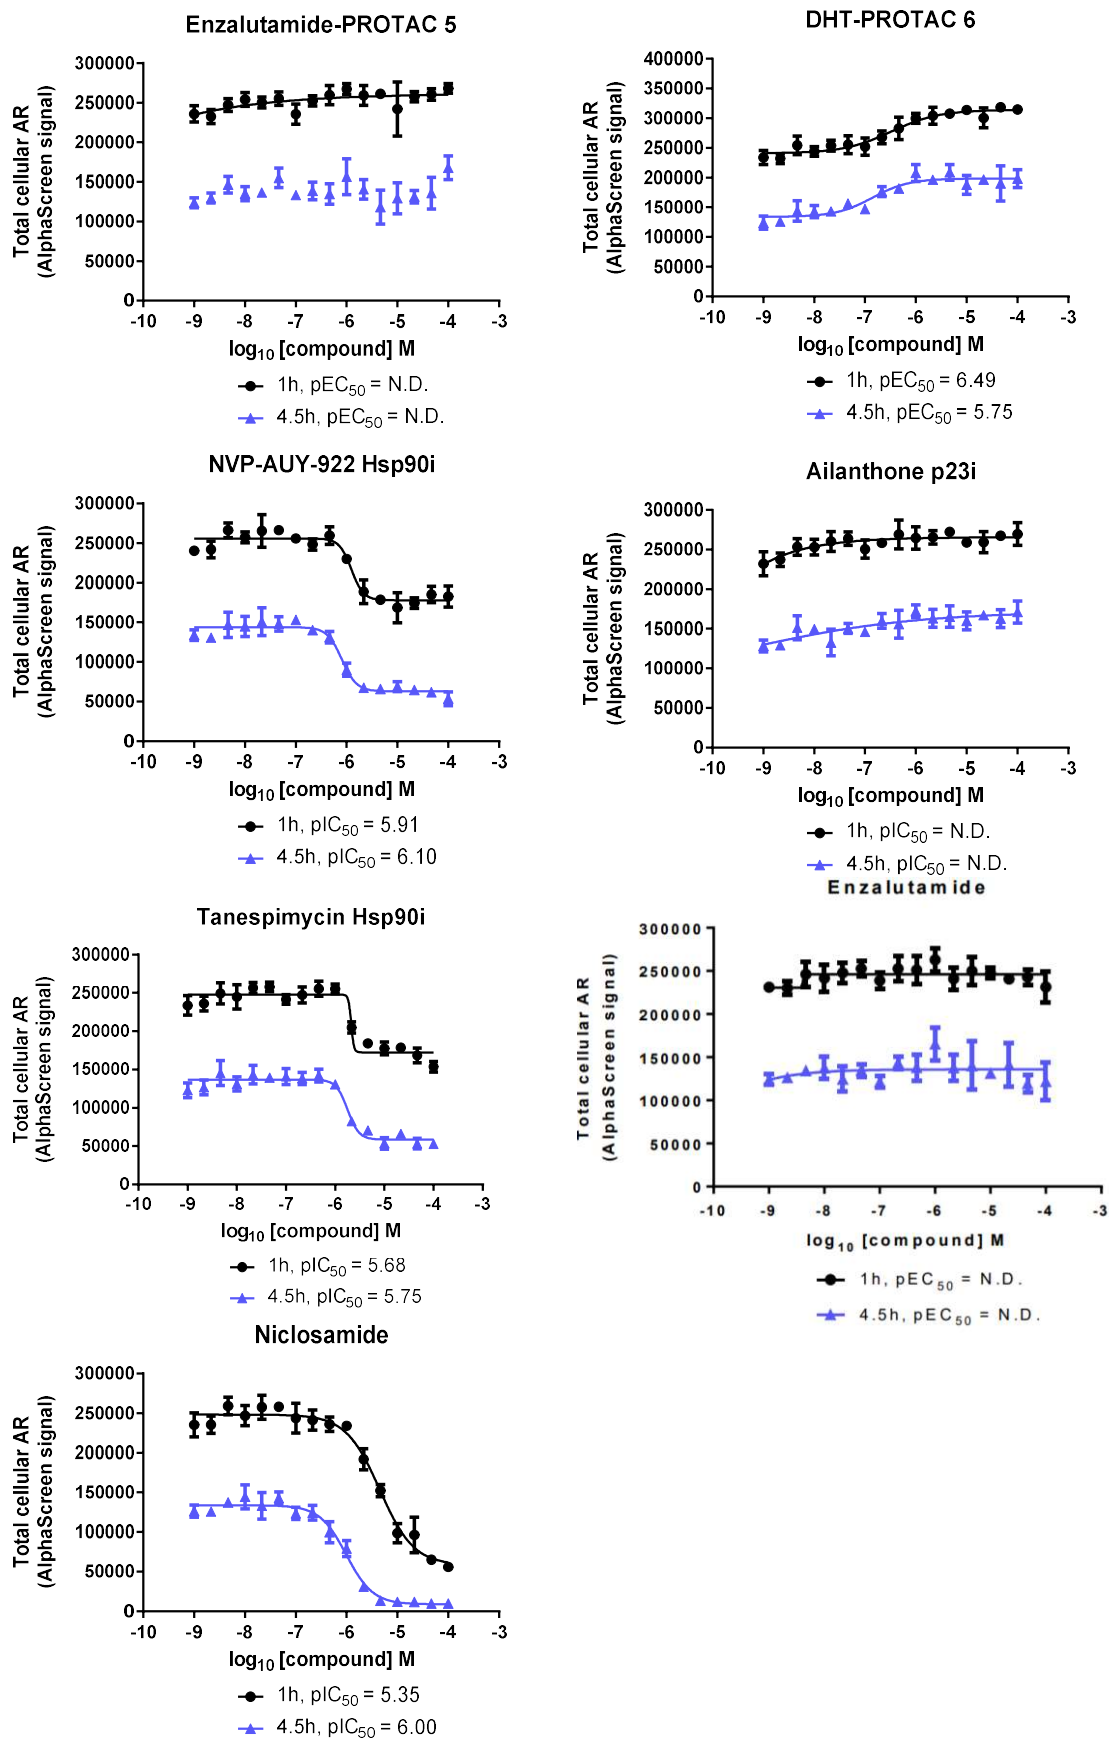 Enzalutamide-PROTAC 5
Total cellular AR
(AlphaScreen signal)
300000
250000
200000
150000
100000
50000
0
-10 -9 -8 -7 -6 -5 -4 -3
log10 [compound] M
1h, pEC50 = N.D.
4.5h, pEC50 = N.D.
DHT-PROTAC 6
Total cellular AR
(AlphaScreen signal)
400000
350000
300000
250000
200000
150000
100000
50000
0
-10 -9 -8 -7 -6 -5 -4 -3
log10 [compound] M
1h, pEC50 = 6.49
4.5h, pEC50 = 5.75
NVP-AUY-922 Hsp90i
Total cellular AR
(AlphaScreen signal)
300000
250000
200000
150000
100000
50000
0
-10 -9 -8 -7 -6 -5 -4 -3
log10 [compound] M
1h, pIC50 = 5.91
4.5h, pIC50 = 6.10
Ailanthone p23i
Total cellular AR
(AlphaScreen signal)
300000
250000
200000
150000
100000
50000
0
-10 -9 -8 -7 -6 -5 -4 -3
log10 [compound] M
1h, pIC50 = N.D.
4.5h, pIC50 = N.D.
Tanespimycin Hsp90i
Total cellular AR
(AlphaScreen signal)
300000
250000
200000
150000
100000
50000
0
-10 -9 -8 -7 -6 -5 -4 -3
log10 [compound] M
1h, pIC50 = 5.68
4.5h, pIC50 = 5.75
Enzalutamide
Total cellular AR
(AlphaScreen signal)
300000
250000
200000
150000
100000
50000
0
-10 -9 -8 -7 -6 -5 -4 -3
log10 [compound] M
1h, pEC50 = N.D.
4.5h, pEC50 = N.D.
Niclosamide
Total cellular AR
(AlphaScreen signal)
300000
250000
200000
150000
100000
50000
0
-10 -9 -8 -7 -6 -5 -4 -3
log10 [compound] M
1h, pIC50 = 5.35
4.5h, pIC50 = 6.00